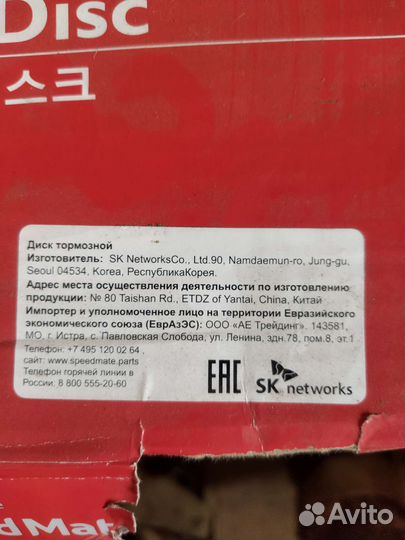 Disc
스크
Диск тормозной
Изготовитель: SK NetworksCo., Ltd.90, Namdaemun-ro, Jung-gu,
Seoul 04534, Korea, РеспубликаКорея.
Адрес места осуществления деятельности по изготовлению
продукции: № 80 Taishan Rd., ETDZ of Yantai, China, Китай
Импортер и уполномоченное лицо на территории Евразийского
экономического союза (ЕврАзЭС): ООО «АЕ Трейдинг». 143581,
МО, г. Истра, с. Павловская Слобода, ул. Ленина, зд.78, пом.8, эт.1
Телефон: +7 495 120 02 64 .
www.speedmate.parts
Телефон горячей линии в
России. 8 800 555-20-60
EAC
SK networks
edMat
Avito